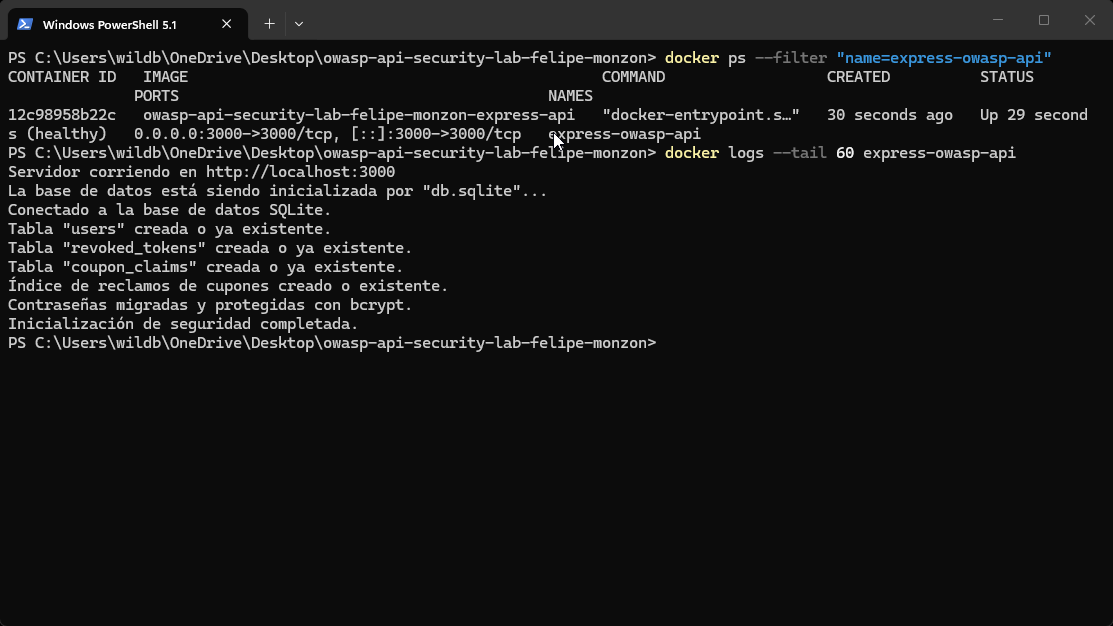 Windows PowerShell 5.1
PS C:\Users\wildb\OneDrive\Desktop\owasp-api-security-lab-felipe-monzon> docker ps --filter "name=express-owasp-api"
CONTAINER ID   IMAGE                                              COMMAND                  CREATED          STATUS
              PORTS                                         NAMES
12c98958b22c   owasp-api-security-lab-felipe-monzon-express-api   "docker-entrypoint.s…"   30 seconds ago   Up 29 second
s (healthy)   0.0.0.0:3000->3000/tcp, [::]:3000->3000/tcp   express-owasp-api
PS C:\Users\wildb\OneDrive\Desktop\owasp-api-security-lab-felipe-monzon> docker logs --tail 60 express-owasp-api
Servidor corriendo en http://localhost:3000
La base de datos está siendo inicializada por "db.sqlite"...
Conectado a la base de datos SQLite.
Tabla "users" creada o ya existente.
Tabla "revoked_tokens" creada o ya existente.
Tabla "coupon_claims" creada o ya existente.
Índice de reclamos de cupones creado o existente.
Contraseñas migradas y protegidas con bcrypt.
Inicialización de seguridad completada.
PS C:\Users\wildb\OneDrive\Desktop\owasp-api-security-lab-felipe-monzon>